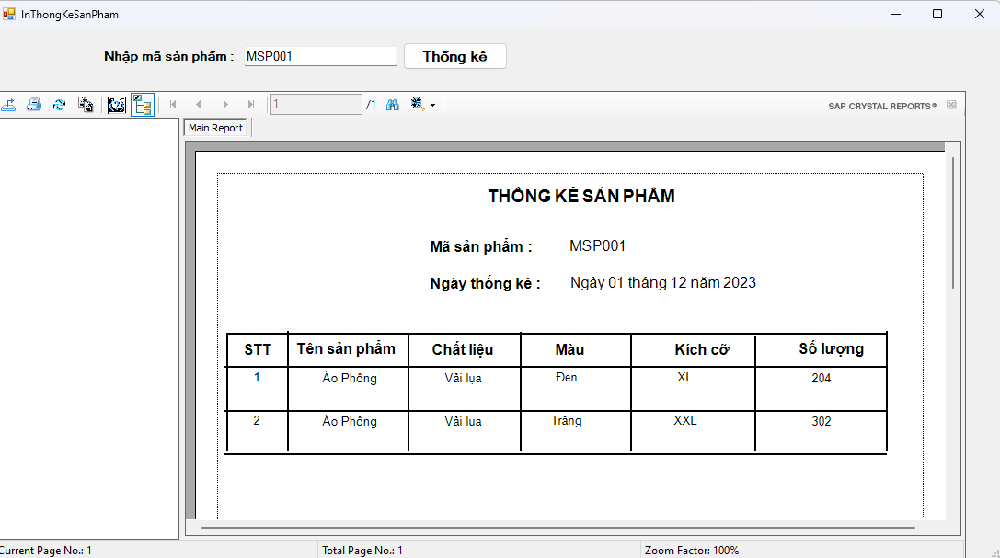 InThongKeSanPham
Nhập mã sản phẩm : MSP001 Thống kê
1 /1 SAP CRYSTAL REPORTS®
Main Report
THỐNG KÊ SẢN PHẨM
Mã sản phẩm : MSP001
Ngày thống kê : Ngày 01 tháng 12 năm 2023
STT Tên sản phẩm Chất liệu Màu Kích cỡ Số lượng
1 Áo Phông Vải lụa Đen XL 204
2 Áo Phông Vải lụa Trắng XXL 302
Current Page No.: 1 Total Page No.: 1 Zoom Factor: 100%